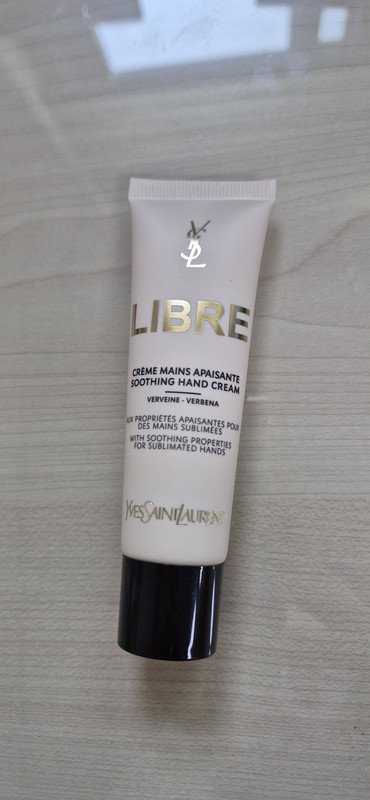 YSL
LIBRE
CRÈME MAINS APAISANTE
SOOTHING HAND CREAM
VERVEINE - VERBENA
AUX PROPRIÉTÉS APAISANTES POUR
DES MAINS SUBLIMÉES
WITH SOOTHING PROPERTIES
FOR SUBLIMATED HANDS
YVESSAINTLAURENT